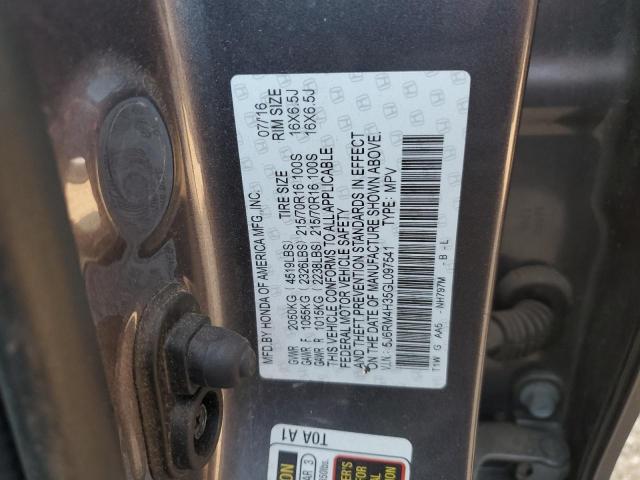 MFD.BY HONDA OF AMERICA MFG.,INC. 07/16
TIRE SIZE RIM SIZE
GVWR 2050KG (4519LBS)
GAWR F 1055KG (2326LBS) 215/70R16 100S 16X6.5J
GAWR R 1015KG (2238LBS) 215/70R16 100S 16X6.5J
THIS VEHICLE CONFORMS TO ALL APPLICABLE
FEDERAL MOTOR VEHICLE SAFETY
AND THEFT PREVENTION STANDARDS IN EFFECT
ON THE DATE OF MANUFACTURE SHOWN ABOVE.
V.I.N.: 5J6RM4H35GL097541 TYPE: MPV
T1W G AA5 - NH797M - B - L
T0A A1